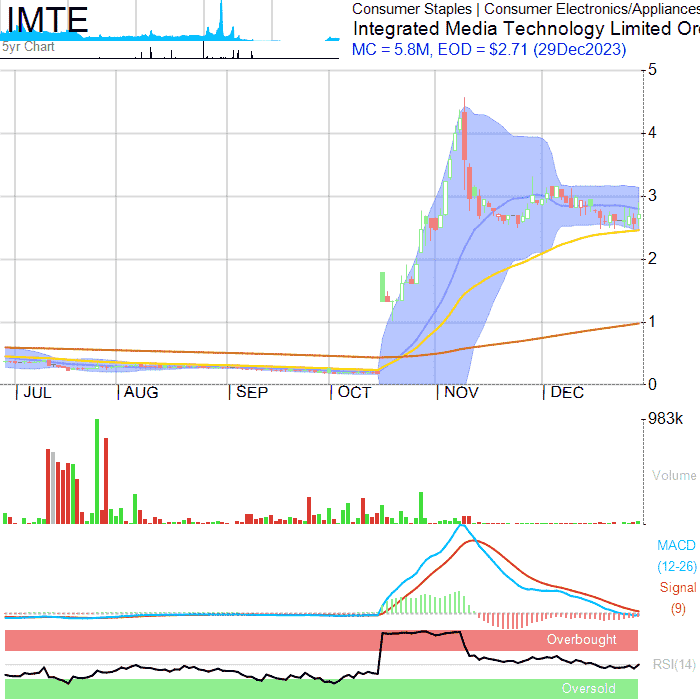 IMTE
5yr Chart
Consumer Staples | Consumer Electronics/Appliances
Integrated Media Technology Limited Or
MC = 5.8M, EOD = $2.71 (29Dec2023)
5
4
3
2
1
0
JUL
AUG
SEP
OCT
NOV
DEC
983k
Volume
MACD
(12-26)
Signal
(9)
Overbought
RSI(14)
Oversold